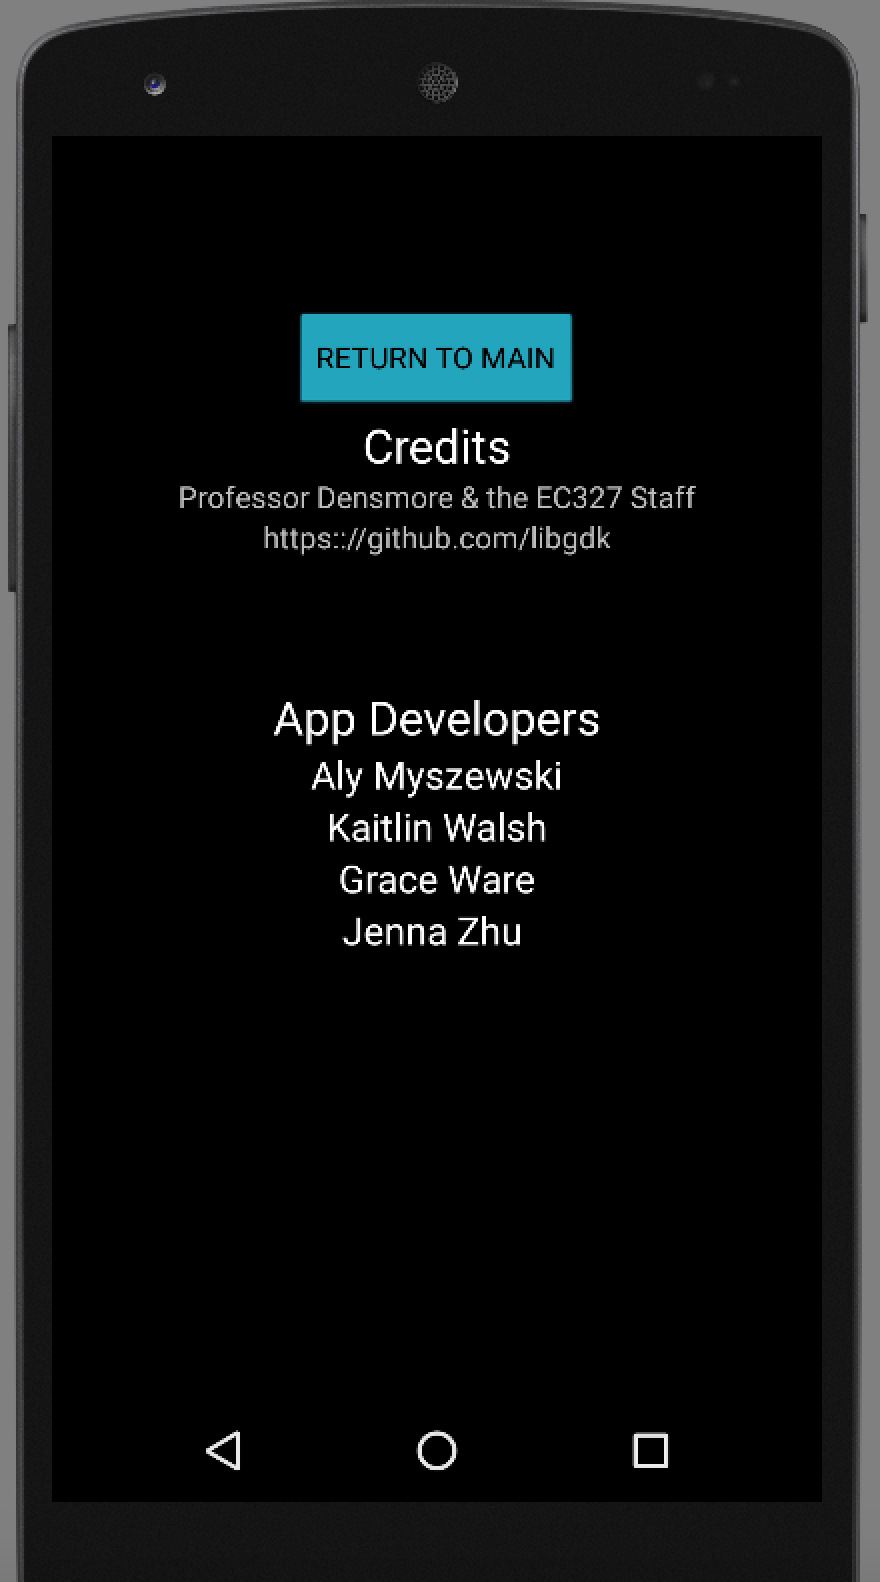 RETURN TO MAIN
Credits
Professor Densmore & the EC327 Staff
https:://github.com/libgdk
App Developers
Aly Myszewski
Kaitlin Walsh
Grace Ware
Jenna Zhu